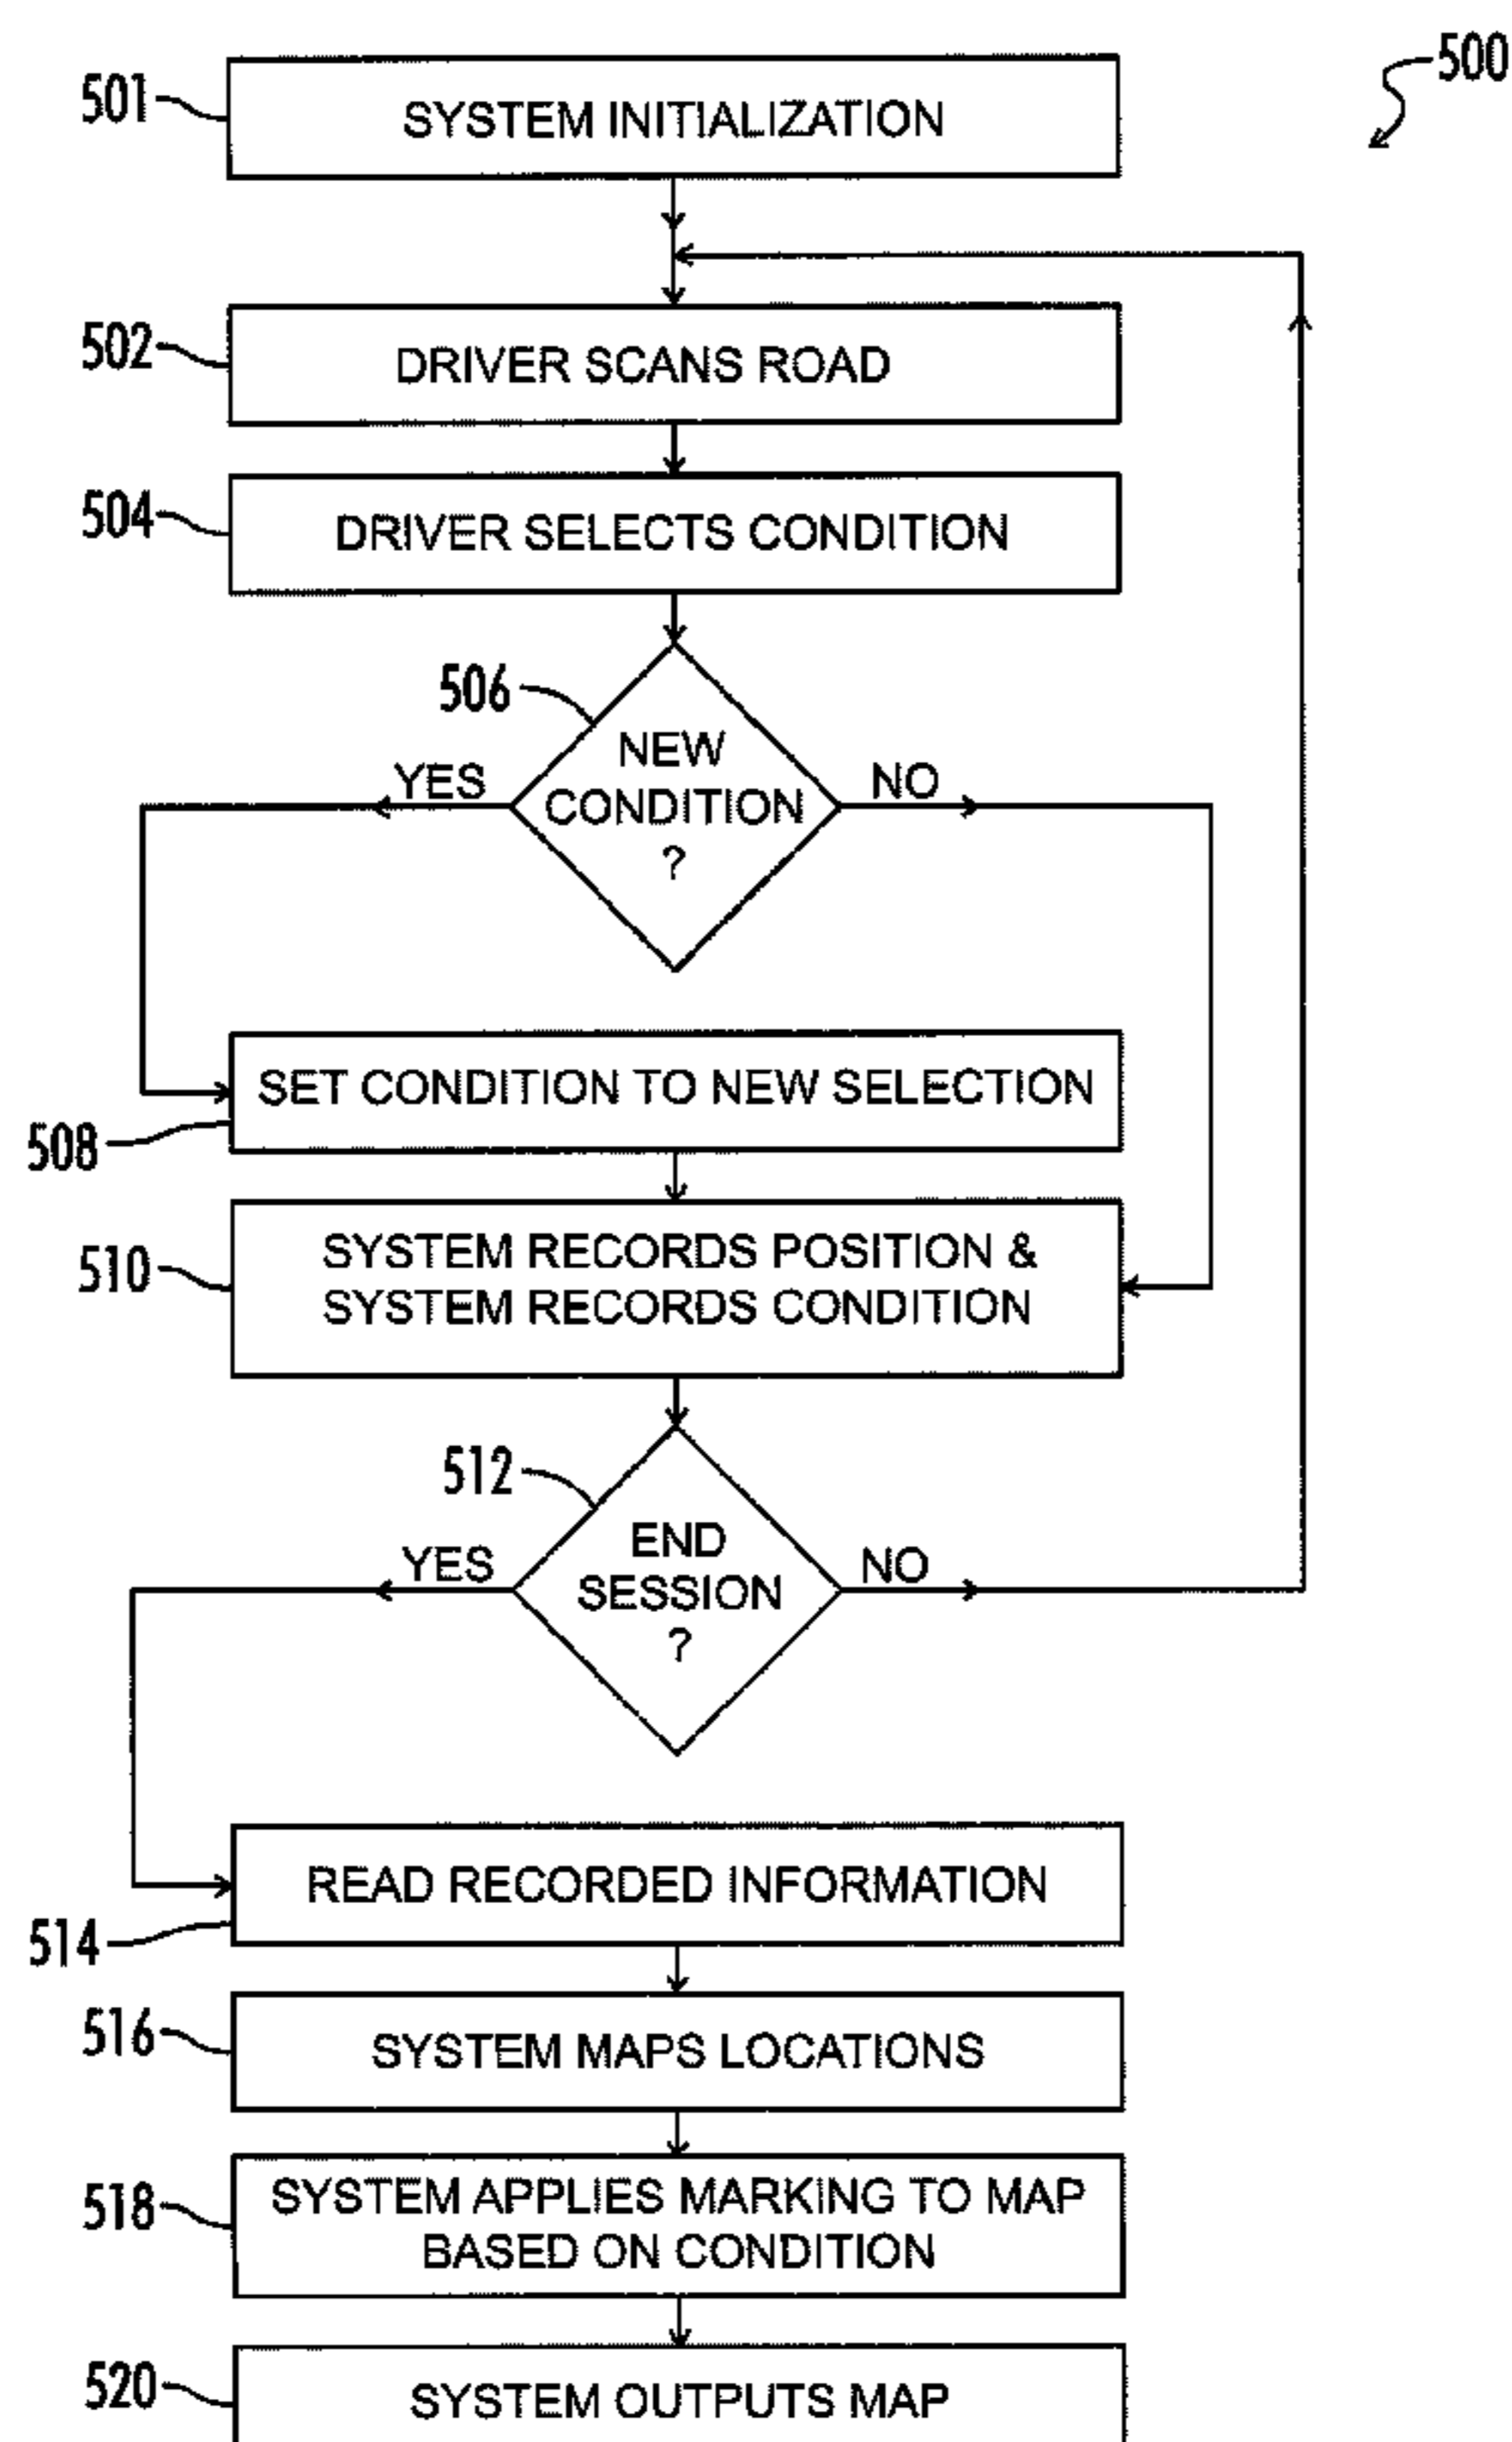 500
501
SYSTEM INITIALIZATION
502
DRIVER SCANS ROAD
504
DRIVER SELECTS CONDITION
506
NEW
CONDITION
?
YES
NO
SET CONDITION TO NEW SELECTION
508
510
SYSTEM RECORDS POSITION &
SYSTEM RECORDS CONDITION
512
END
SESSION
?
YES
NO
READ RECORDED INFORMATION
514
516
SYSTEM MAPS LOCATIONS
518
SYSTEM APPLIES MARKING TO MAP
BASED ON CONDITION
520
SYSTEM OUTPUTS MAP